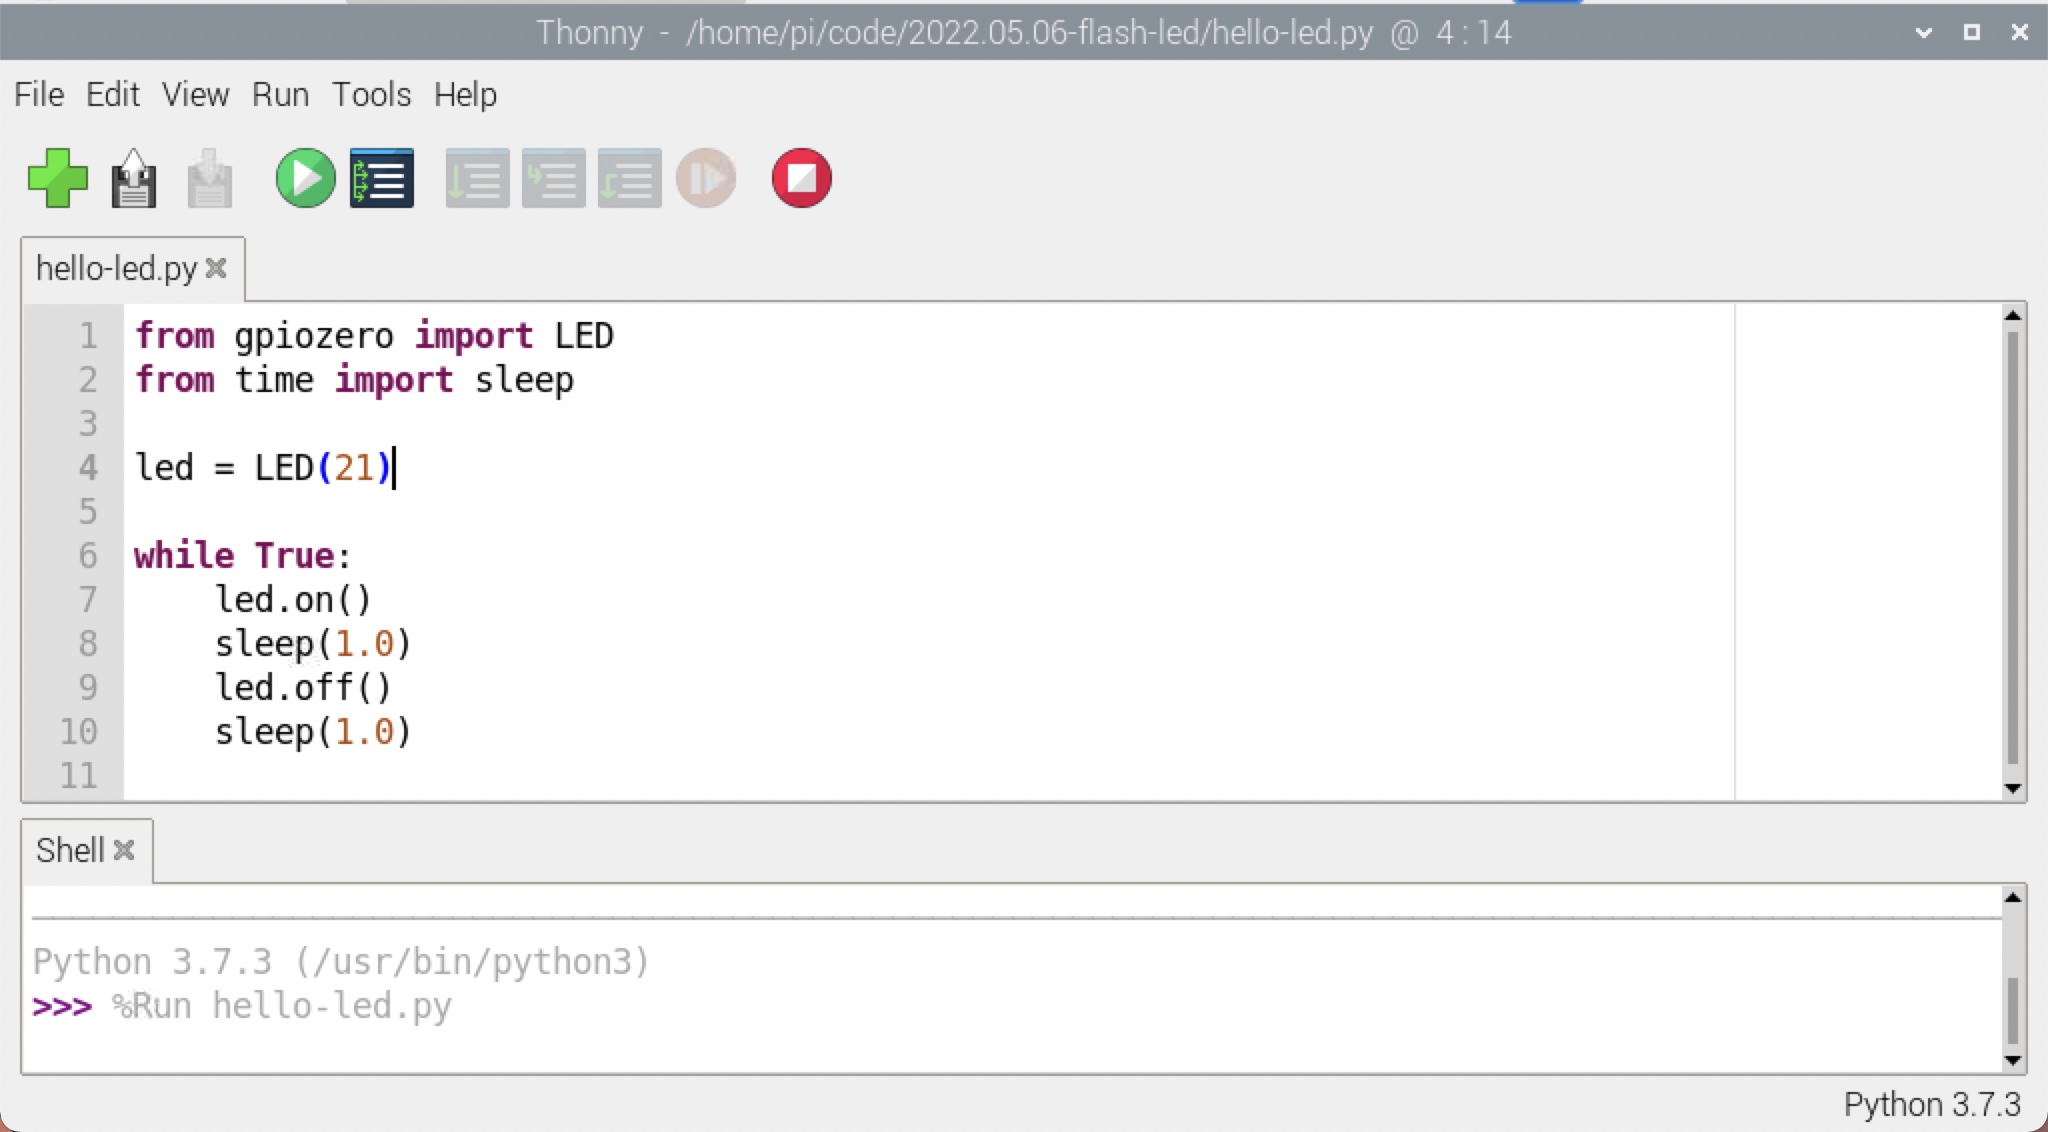 Thonny - /home/pi/code/2022.05.06-flash-led/hello-led.py @ 4:14
File Edit View Run Tools Help
hello-led.py
1 from gpiozero import LED
2 from time import sleep
3
4 led = LED(21)
5
6 while True:
7     led.on()
8     sleep(1.0)
9     led.off()
10     sleep(1.0)
11
Shell
Python 3.7.3 (/usr/bin/python3)
>>> %Run hello-led.py
Python 3.7.3